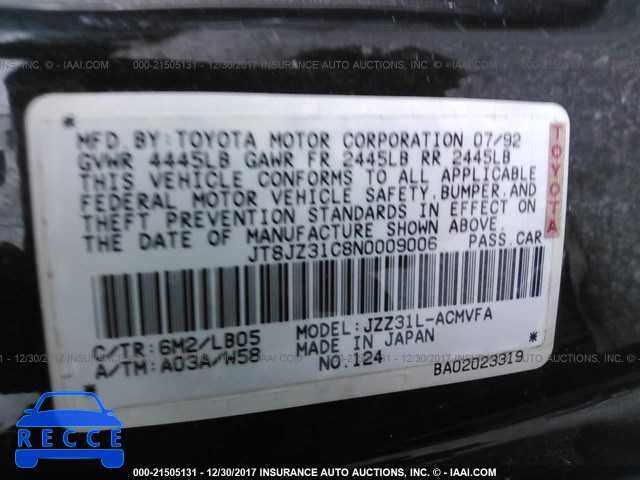 000-21505131 - 12/30/2017 INSURANCE AUTO AUCTIONS, INC. - © IAAI.COM
MFD.BY:TOYOTA MOTOR CORPORATION 07/92
GVWR 4445LB GAWR FR 2445LB RR 2445LB
THIS VEHICLE CONFORMS TO ALL APPLICABLE
FEDERAL MOTOR VEHICLE SAFETY.BUMPER.AND
THEFT PREVENTION STANDARDS IN EFFECT ON
THE DATE OF MANUFACTURE SHOWN ABOVE.
JT8JZ31C8N0009006 PASS.CAR
TOYOTA
C/TR:6M2/LB05 MODEL:JZZ31L-ACMVFA
A/TM:A03A/W58 MADE IN JAPAN
NO.124 BA02023319
RECCE
000-21505131 - 12/30/2017 INSURANCE AUTO AUCTIONS, INC. - © IAAI.COM